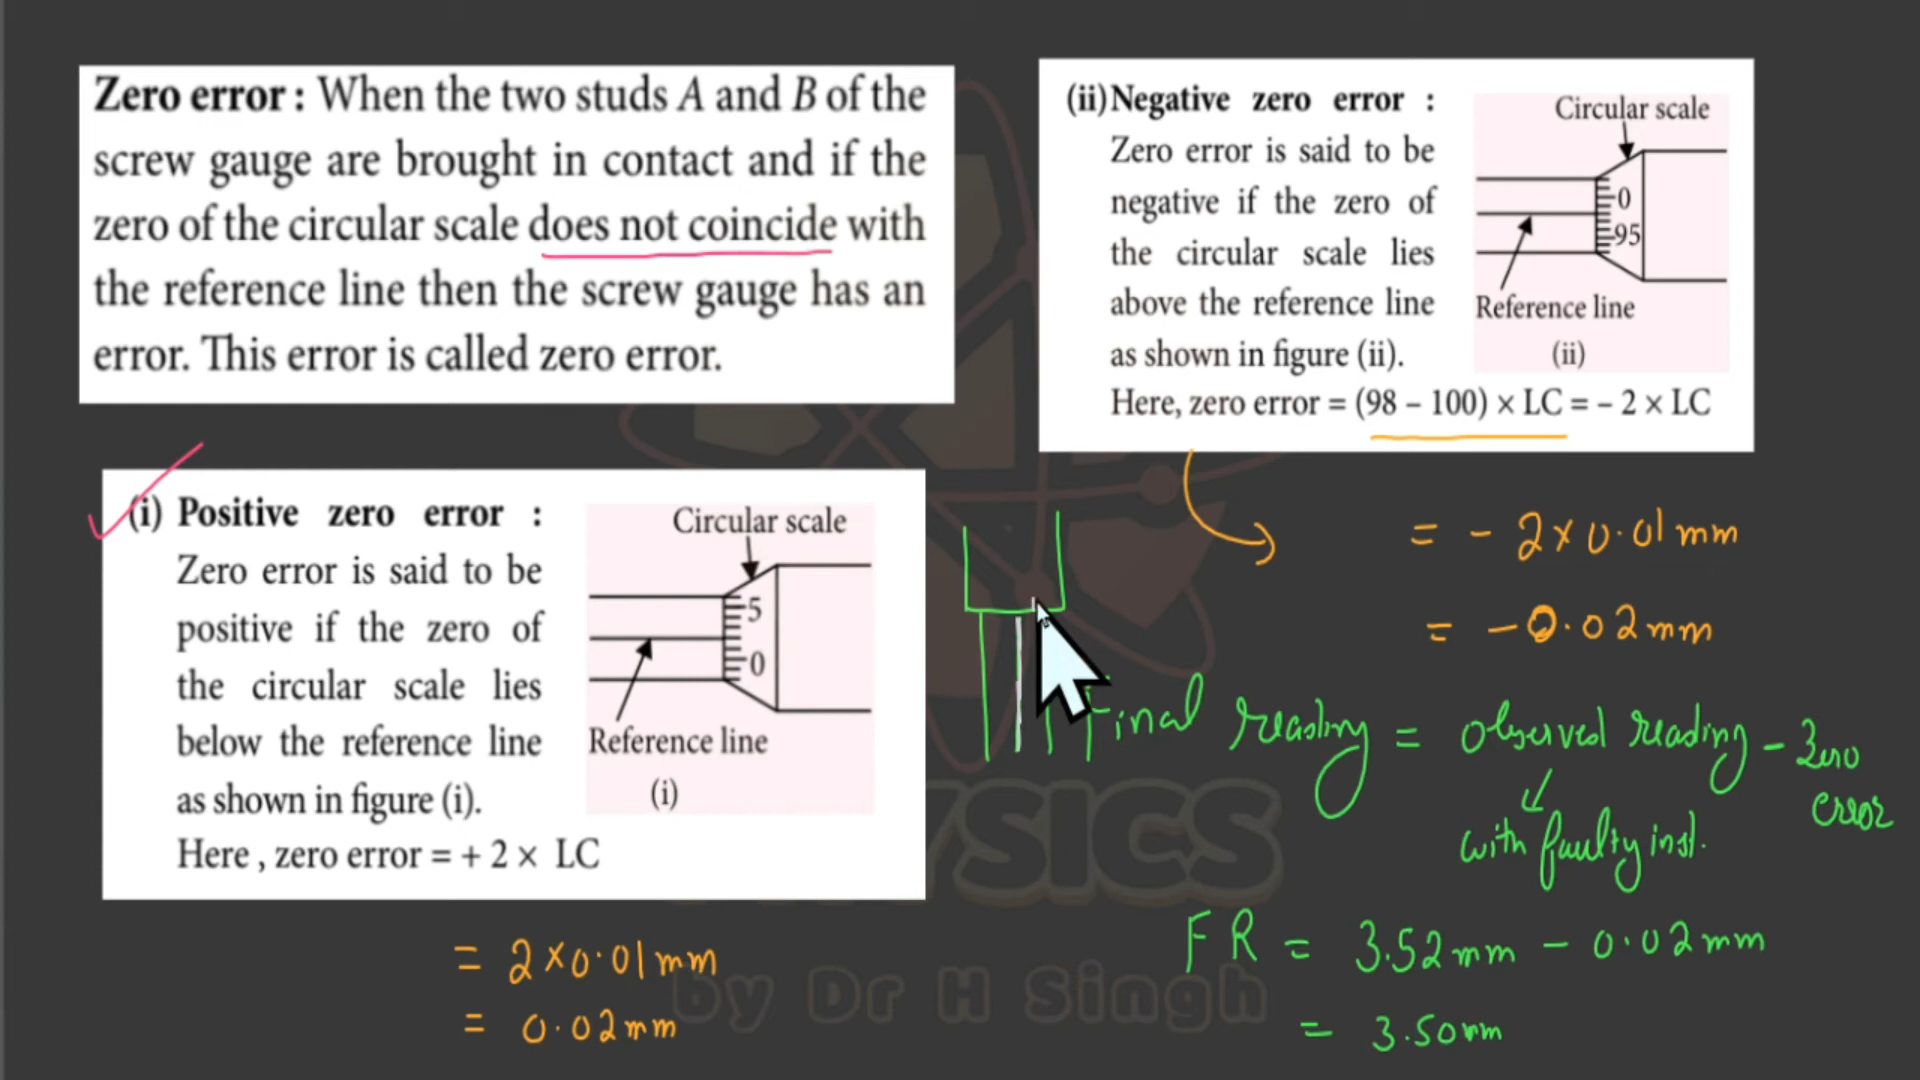 Zero error : When the two studs A and B of the
screw gauge are brought in contact and if the
zero of the circular scale does not coincide with
the reference line then the screw gauge has an
error. This error is called zero error.
(i) Positive zero error :
Zero error is said to be
positive if the zero of
the circular scale lies
below the reference line
as shown in figure (i).
Here , zero error = + 2 × LC
Circular scale
5
0
Reference line
(i)
= 2 × 0.01 mm
= 0.02 mm
(ii) Negative zero error :
Zero error is said to be
negative if the zero of
the circular scale lies
above the reference line
as shown in figure (ii).
Here, zero error = (98 – 100) × LC = – 2 × LC
Circular scale
0
95
Reference line
(ii)
= - 2 × 0.01 mm
= - 0.02 mm
Final reading = observed reading - Zero
error
with faulty inst.
FR = 3.52 mm - 0.02 mm
= 3.50 mm
PHYSICS
by Dr H Singh